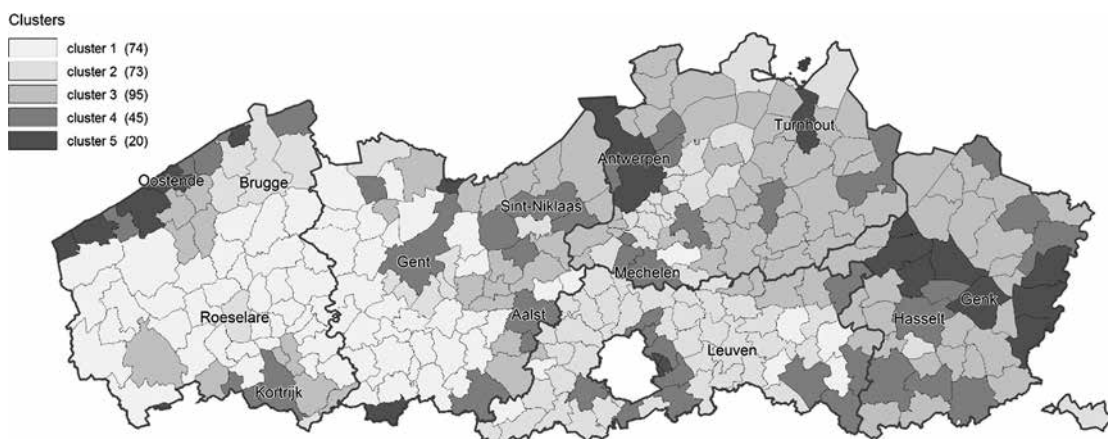 Clusters
cluster 1 (74)
cluster 2 (73)
cluster 3 (95)
cluster 4 (45)
cluster 5 (20)
Turnhout
Antwerpen
Oostende
Brugge
Sint-Niklaas
Gent
Mechelen
Genk
Roeselare
Aalst
Hasselt
Leuven
Kortrijk